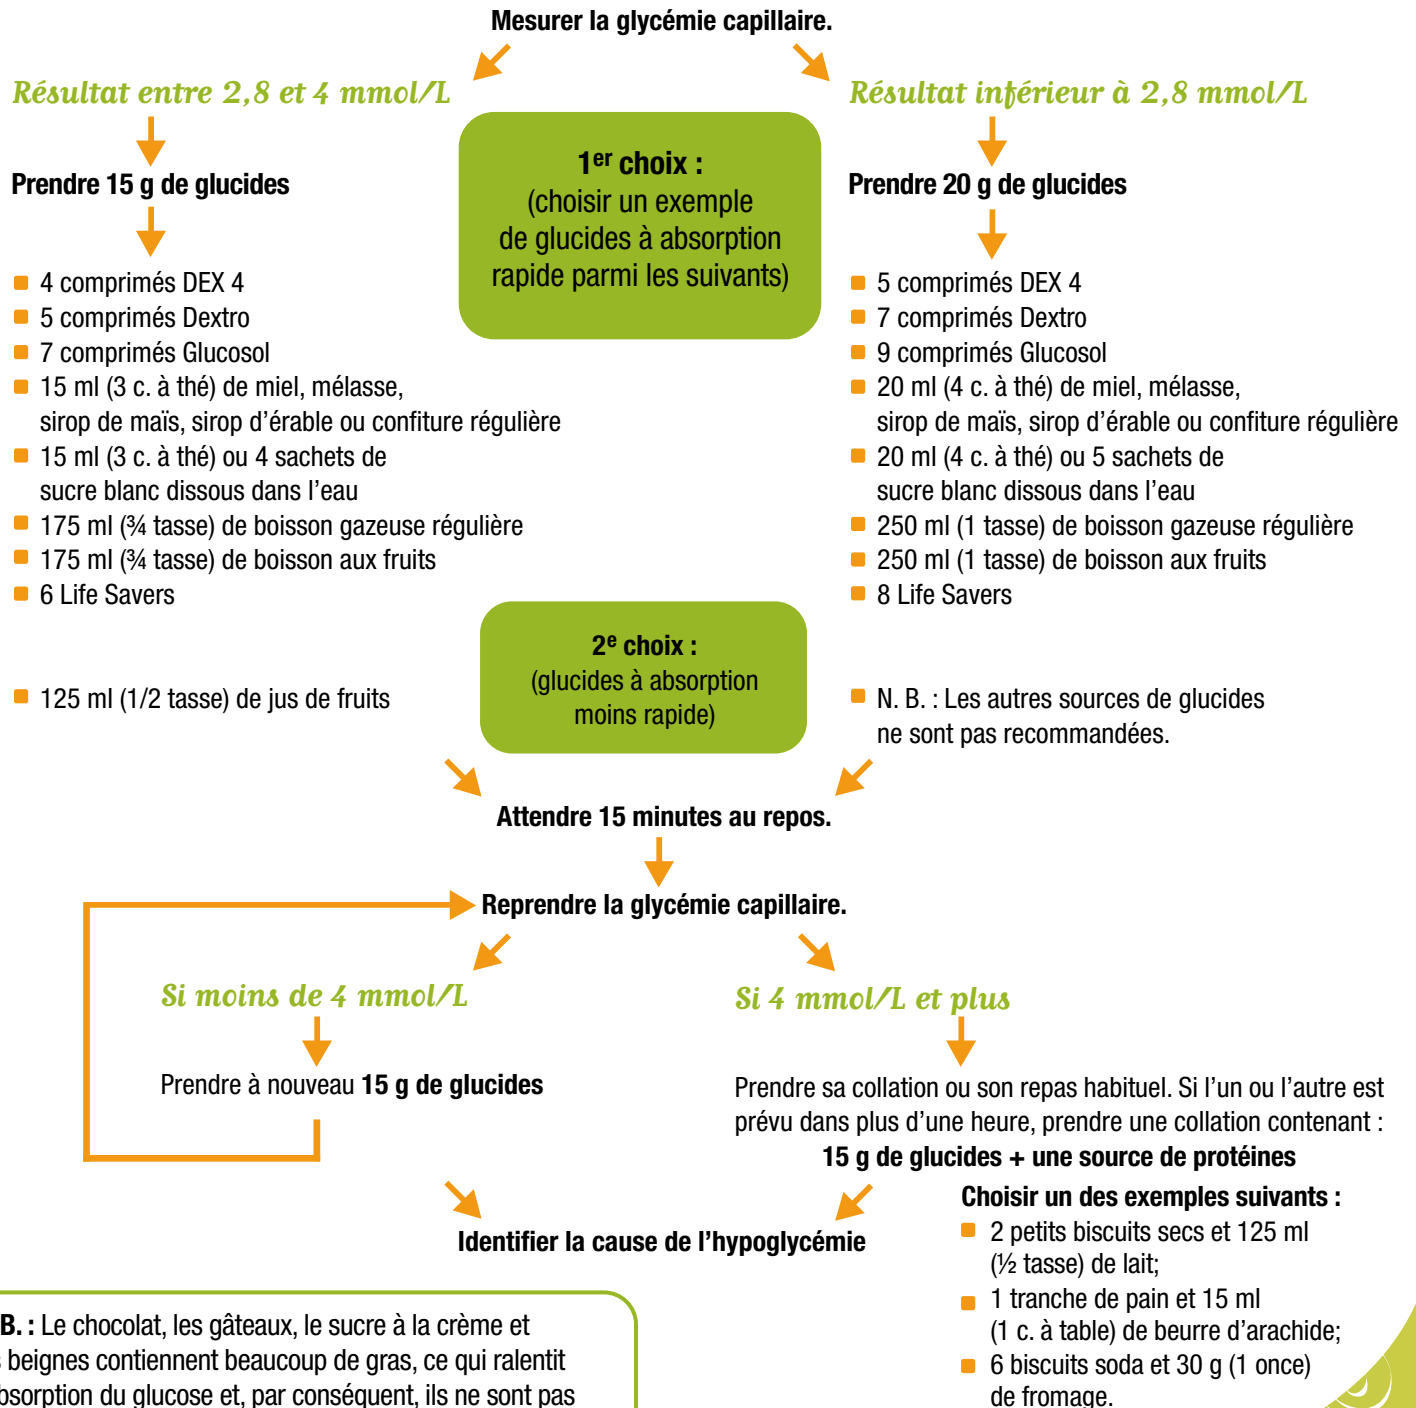 Mesurer la glycémie capillaire.
Résultat entre 2,8 et 4 mmol/L
Prendre 15 g de glucides
4 comprimés DEX 4
5 comprimés Dextro
7 comprimés Glucosol
15 ml (3 c. à thé) de miel, mélasse,
sirop de maïs, sirop d’érable ou confiture régulière
15 ml (3 c. à thé) ou 4 sachets de
sucre blanc dissous dans l’eau
175 ml (¾ tasse) de boisson gazeuse régulière
175 ml (¾ tasse) de boisson aux fruits
6 Life Savers
1er choix :
(choisir un exemple
de glucides à absorption
rapide parmi les suivants)
Résultat inférieur à 2,8 mmol/L
Prendre 20 g de glucides
5 comprimés DEX 4
7 comprimés Dextro
9 comprimés Glucosol
20 ml (4 c. à thé) de miel, mélasse,
sirop de maïs, sirop d’érable ou confiture régulière
20 ml (4 c. à thé) ou 5 sachets de
sucre blanc dissous dans l’eau
250 ml (1 tasse) de boisson gazeuse régulière
250 ml (1 tasse) de boisson aux fruits
8 Life Savers
125 ml (1/2 tasse) de jus de fruits
2e choix :
(glucides à absorption
moins rapide)
N. B. : Les autres sources de glucides
ne sont pas recommandées.
Attendre 15 minutes au repos.
Reprendre la glycémie capillaire.
Si moins de 4 mmol/L
Prendre à nouveau 15 g de glucides
Si 4 mmol/L et plus
Prendre sa collation ou son repas habituel. Si l’un ou l’autre est
prévu dans plus d’une heure, prendre une collation contenant :
15 g de glucides + une source de protéines
Choisir un des exemples suivants :
2 petits biscuits secs et 125 ml
(½ tasse) de lait;
1 tranche de pain et 15 ml
(1 c. à table) de beurre d’arachide;
6 biscuits soda et 30 g (1 once)
de fromage.
Identifier la cause de l’hypoglycémie
B. : Le chocolat, les gâteaux, le sucre à la crème et
beignes contiennent beaucoup de gras, ce qui ralentit
du glucose et, par conséquent, ils ne sont pas